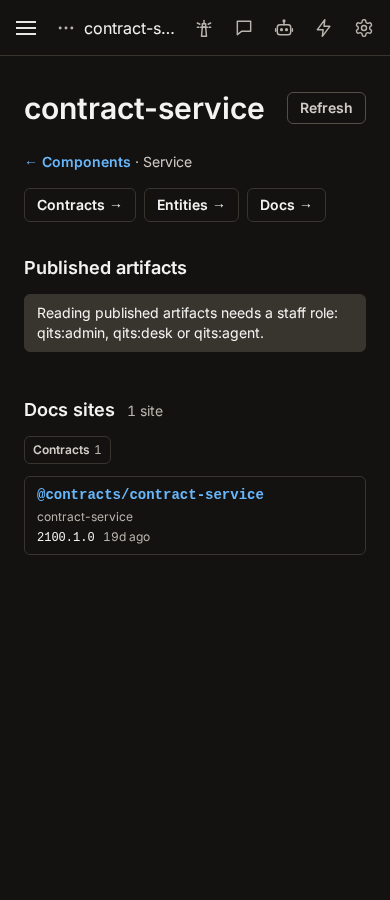 ··· contract-s...
contract-service
Refresh
← Components · Service
Contracts →
Entities →
Docs →
Published artifacts
Reading published artifacts needs a staff role:
qits:admin, qits:desk or qits:agent.
Docs sites 1 site
Contracts 1
@contracts/contract-service
contract-service
2100.1.0 19d ago